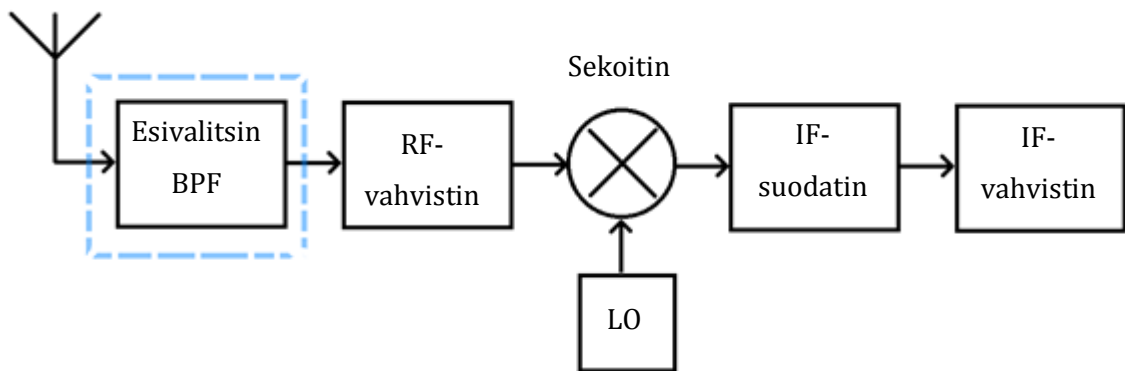 Sekoitin
Esivalitsin
BPF
RF-
vahvistin
IF-
suodatin
IF-
vahvistin
LO